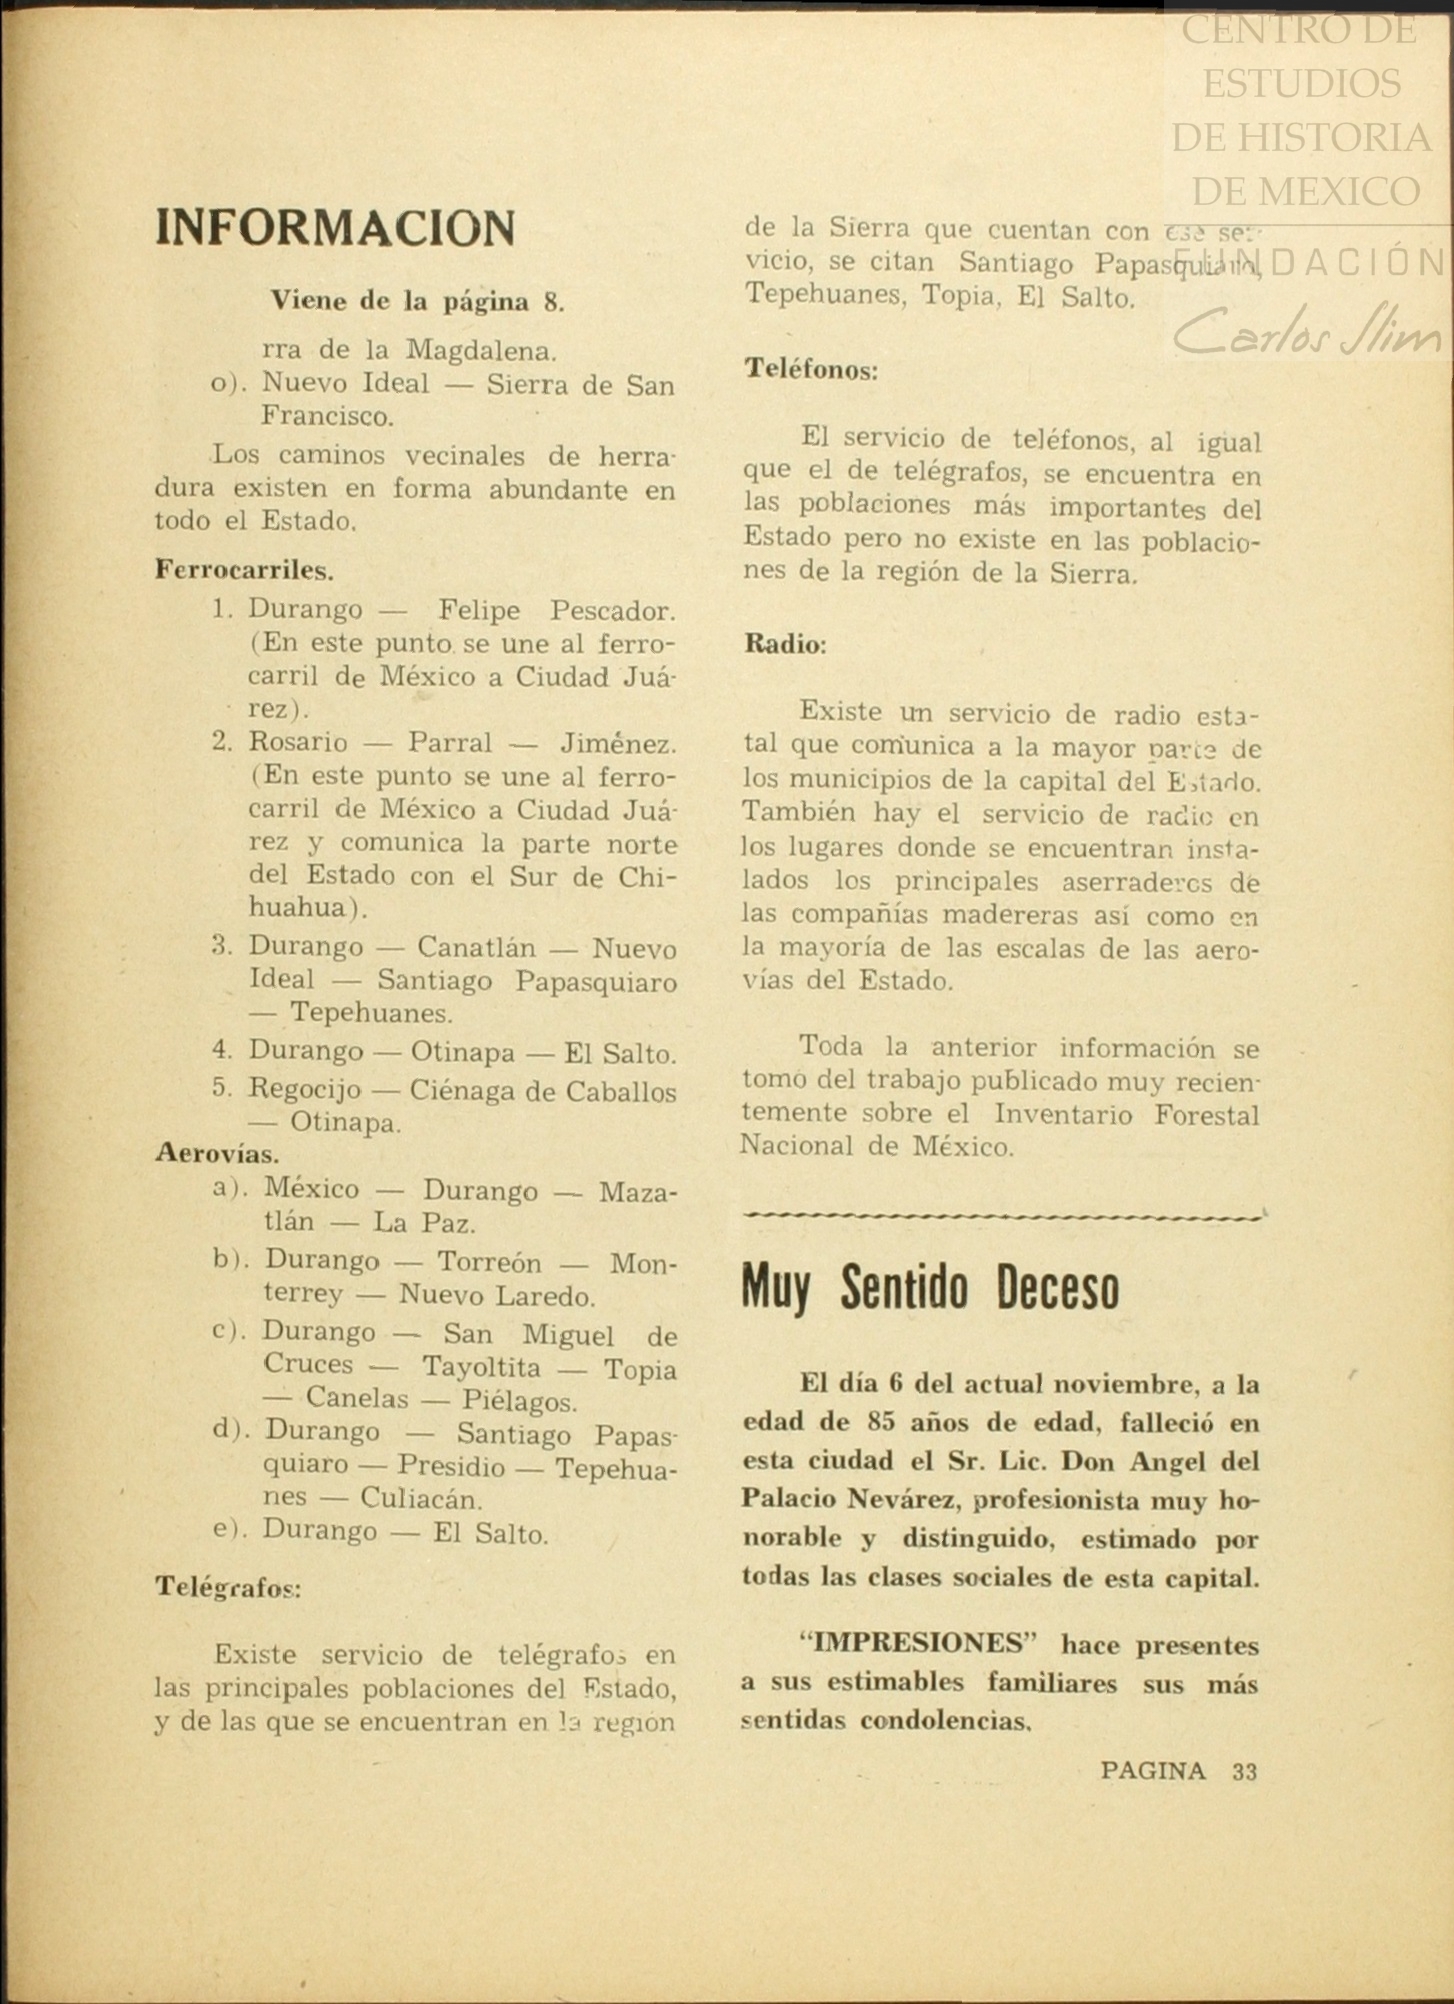 CENTRO DE
ESTUDIOS
DE HISTORIA
DE MEXICO
FUNDACIÓN
Carlos Slim
INFORMACION
Viene de la página 8.
rra de la Magdalena.
o). Nuevo Ideal — Sierra de San
Francisco.
Los caminos vecinales de herra-
dura existen en forma abundante en
todo el Estado.
Ferrocarriles.
1. Durango — Felipe Pescador.
(En este punto se une al ferro-
carril de México a Ciudad Juá-
rez).
2. Rosario — Parral — Jiménez.
(En este punto se une al ferro-
carril de México a Ciudad Juá-
rez y comunica la parte norte
del Estado con el Sur de Chi-
huahua).
3. Durango — Canatlán — Nuevo
Ideal — Santiago Papasquiaro
— Tepehuanes.
4. Durango — Otinapa — El Salto.
5. Regocijo — Ciénaga de Caballos
— Otinapa.
Aerovías.
a). México — Durango — Maza-
tlán — La Paz.
b). Durango — Torreón — Mon-
terrey — Nuevo Laredo.
c). Durango — San Miguel de
Cruces — Tayoltita — Topia
— Canelas — Piélagos.
d). Durango — Santiago Papas-
quiaro — Presidio — Tepehua-
nes — Culiacán.
e). Durango — El Salto.
Telégrafos:
Existe servicio de telégrafos en
las principales poblaciones del Estado,
y de las que se encuentran en la región
de la Sierra que cuentan con ese ser-
vicio, se citan Santiago Papasquiaro,
Tepehuanes, Topia, El Salto.
Teléfonos:
El servicio de teléfonos, al igual
que el de telégrafos, se encuentra en
las poblaciones más importantes del
Estado pero no existe en las poblacio-
nes de la región de la Sierra.
Radio:
Existe un servicio de radio esta-
tal que comunica a la mayor parte de
los municipios de la capital del Estado.
También hay el servicio de radio en
los lugares donde se encuentran insta-
lados los principales aserraderos de
las compañías madereras así como en
la mayoría de las escalas de las aero-
vías del Estado.
Toda la anterior información se
tomó del trabajo publicado muy recien-
temente sobre el Inventario Forestal
Nacional de México.
Muy Sentido Deceso
El día 6 del actual noviembre, a la
edad de 85 años de edad, falleció en
esta ciudad el Sr. Lic. Don Angel del
Palacio Nevárez, profesionista muy ho-
norable y distinguido, estimado por
todas las clases sociales de esta capital.
“IMPRESIONES” hace presentes
a sus estimables familiares sus más
sentidas condolencias.
PAGINA 33